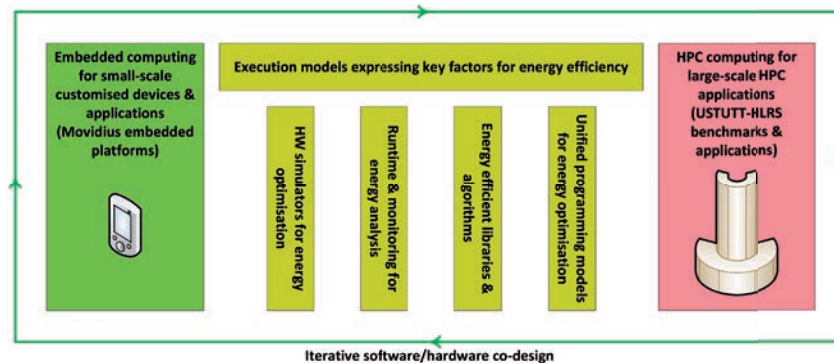 Embedded computing
for small-scale
customised devices &
applications
(Movidius embedded
platforms)
Execution models expressing key factors for energy efficiency
HW simulators for energy
optimisation
Runtime & monitoring for
energy analysis
Energy efficient libraries &
algorithms
Unified programming models
for energy optimisation
HPC computing for
large-scale HPC
applications
(USTUTT-HLRS
benchmarks &
applications)
Iterative software/hardware co-design